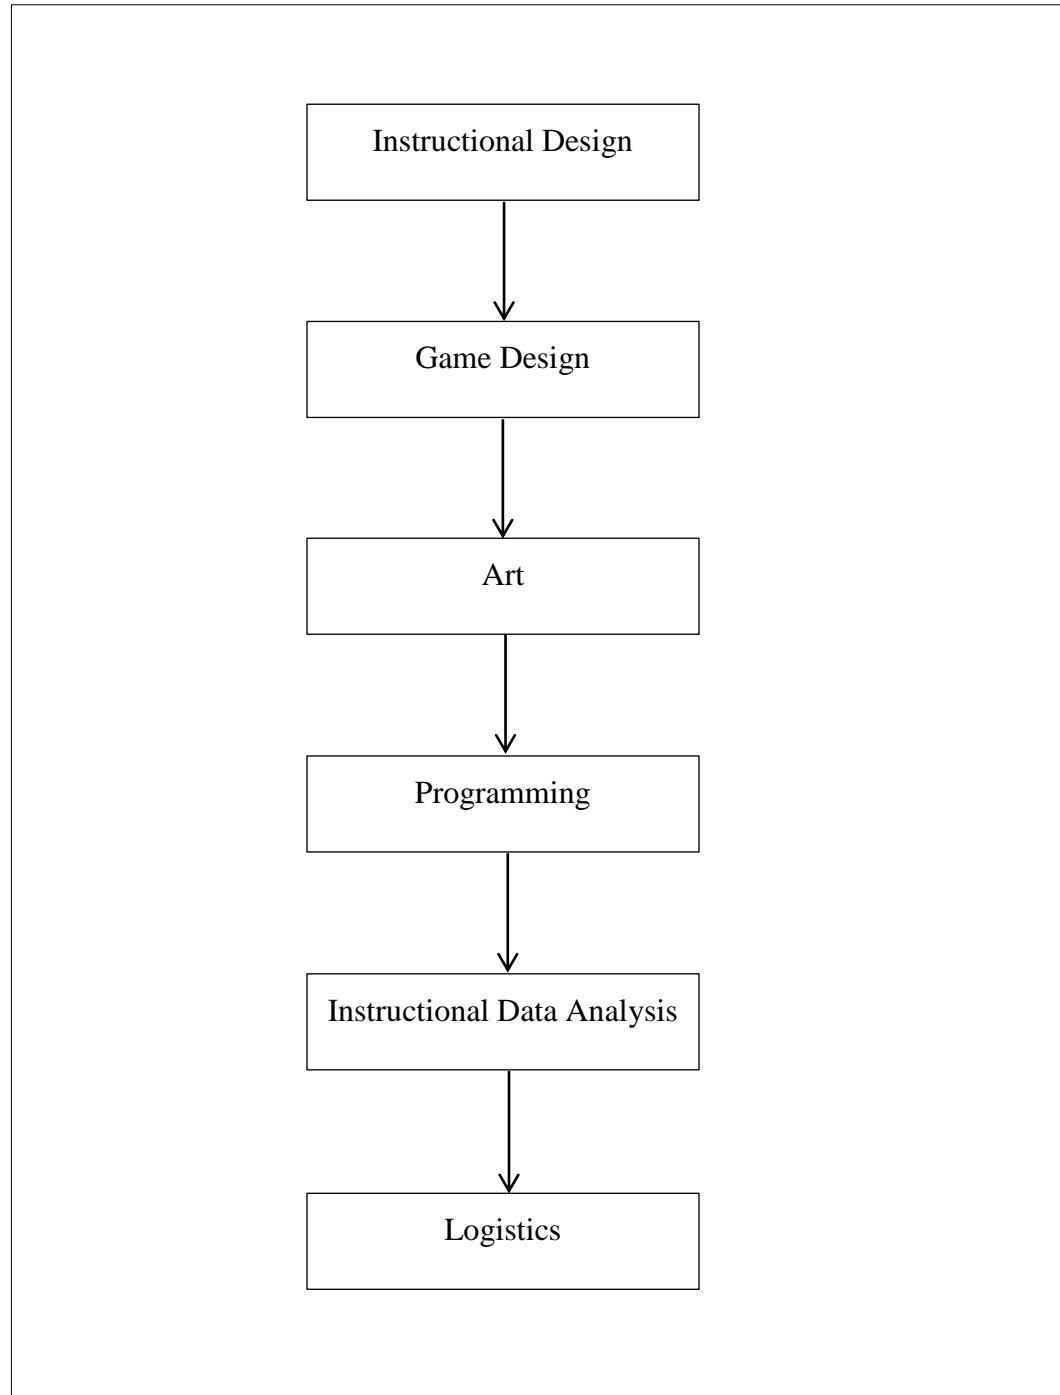 Instructional Design
Game Design
Art
Programming
Instructional Data Analysis
Logistics